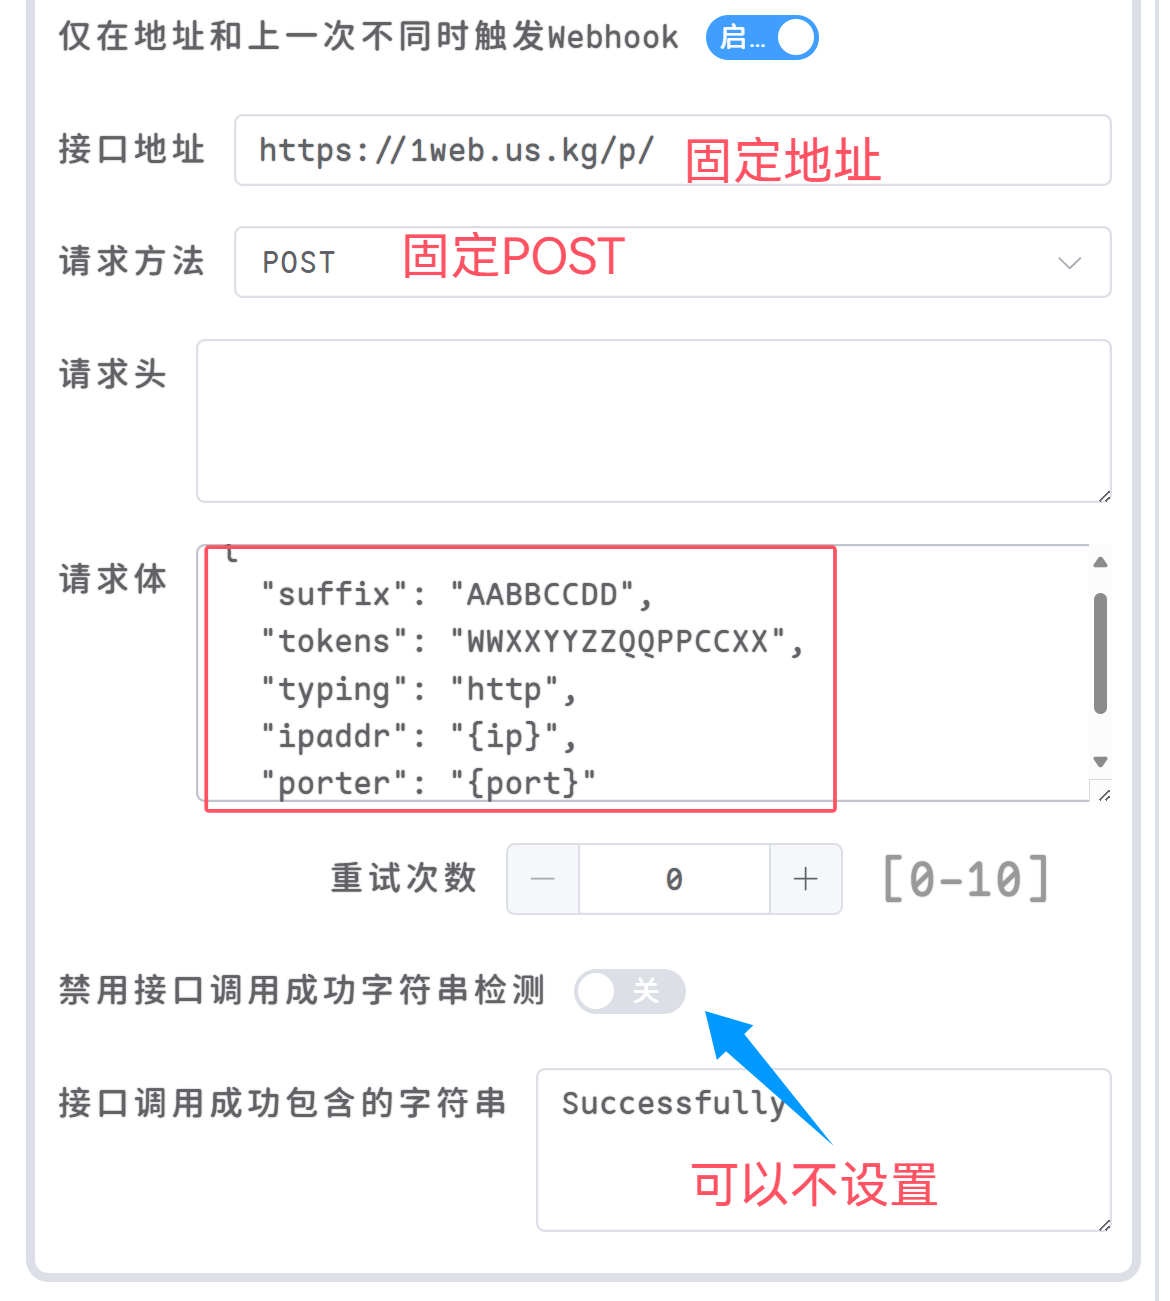 仅在地址和上一次不同时触发Webhook 启...
接口地址 https://1web.us.kg/p/ 固定地址
请求方法 POST 固定POST
请求头
请求体
{
"suffix": "AABBCCDD",
"tokens": "WWXXYYZZQQPPCCXX",
"typing": "http",
"ipaddr": "{ip}",
"porter": "{port}"
重试次数 − 0 + [0-10]
禁用接口调用成功字符串检测 关
接口调用成功包含的字符串 Successfully
可以不设置